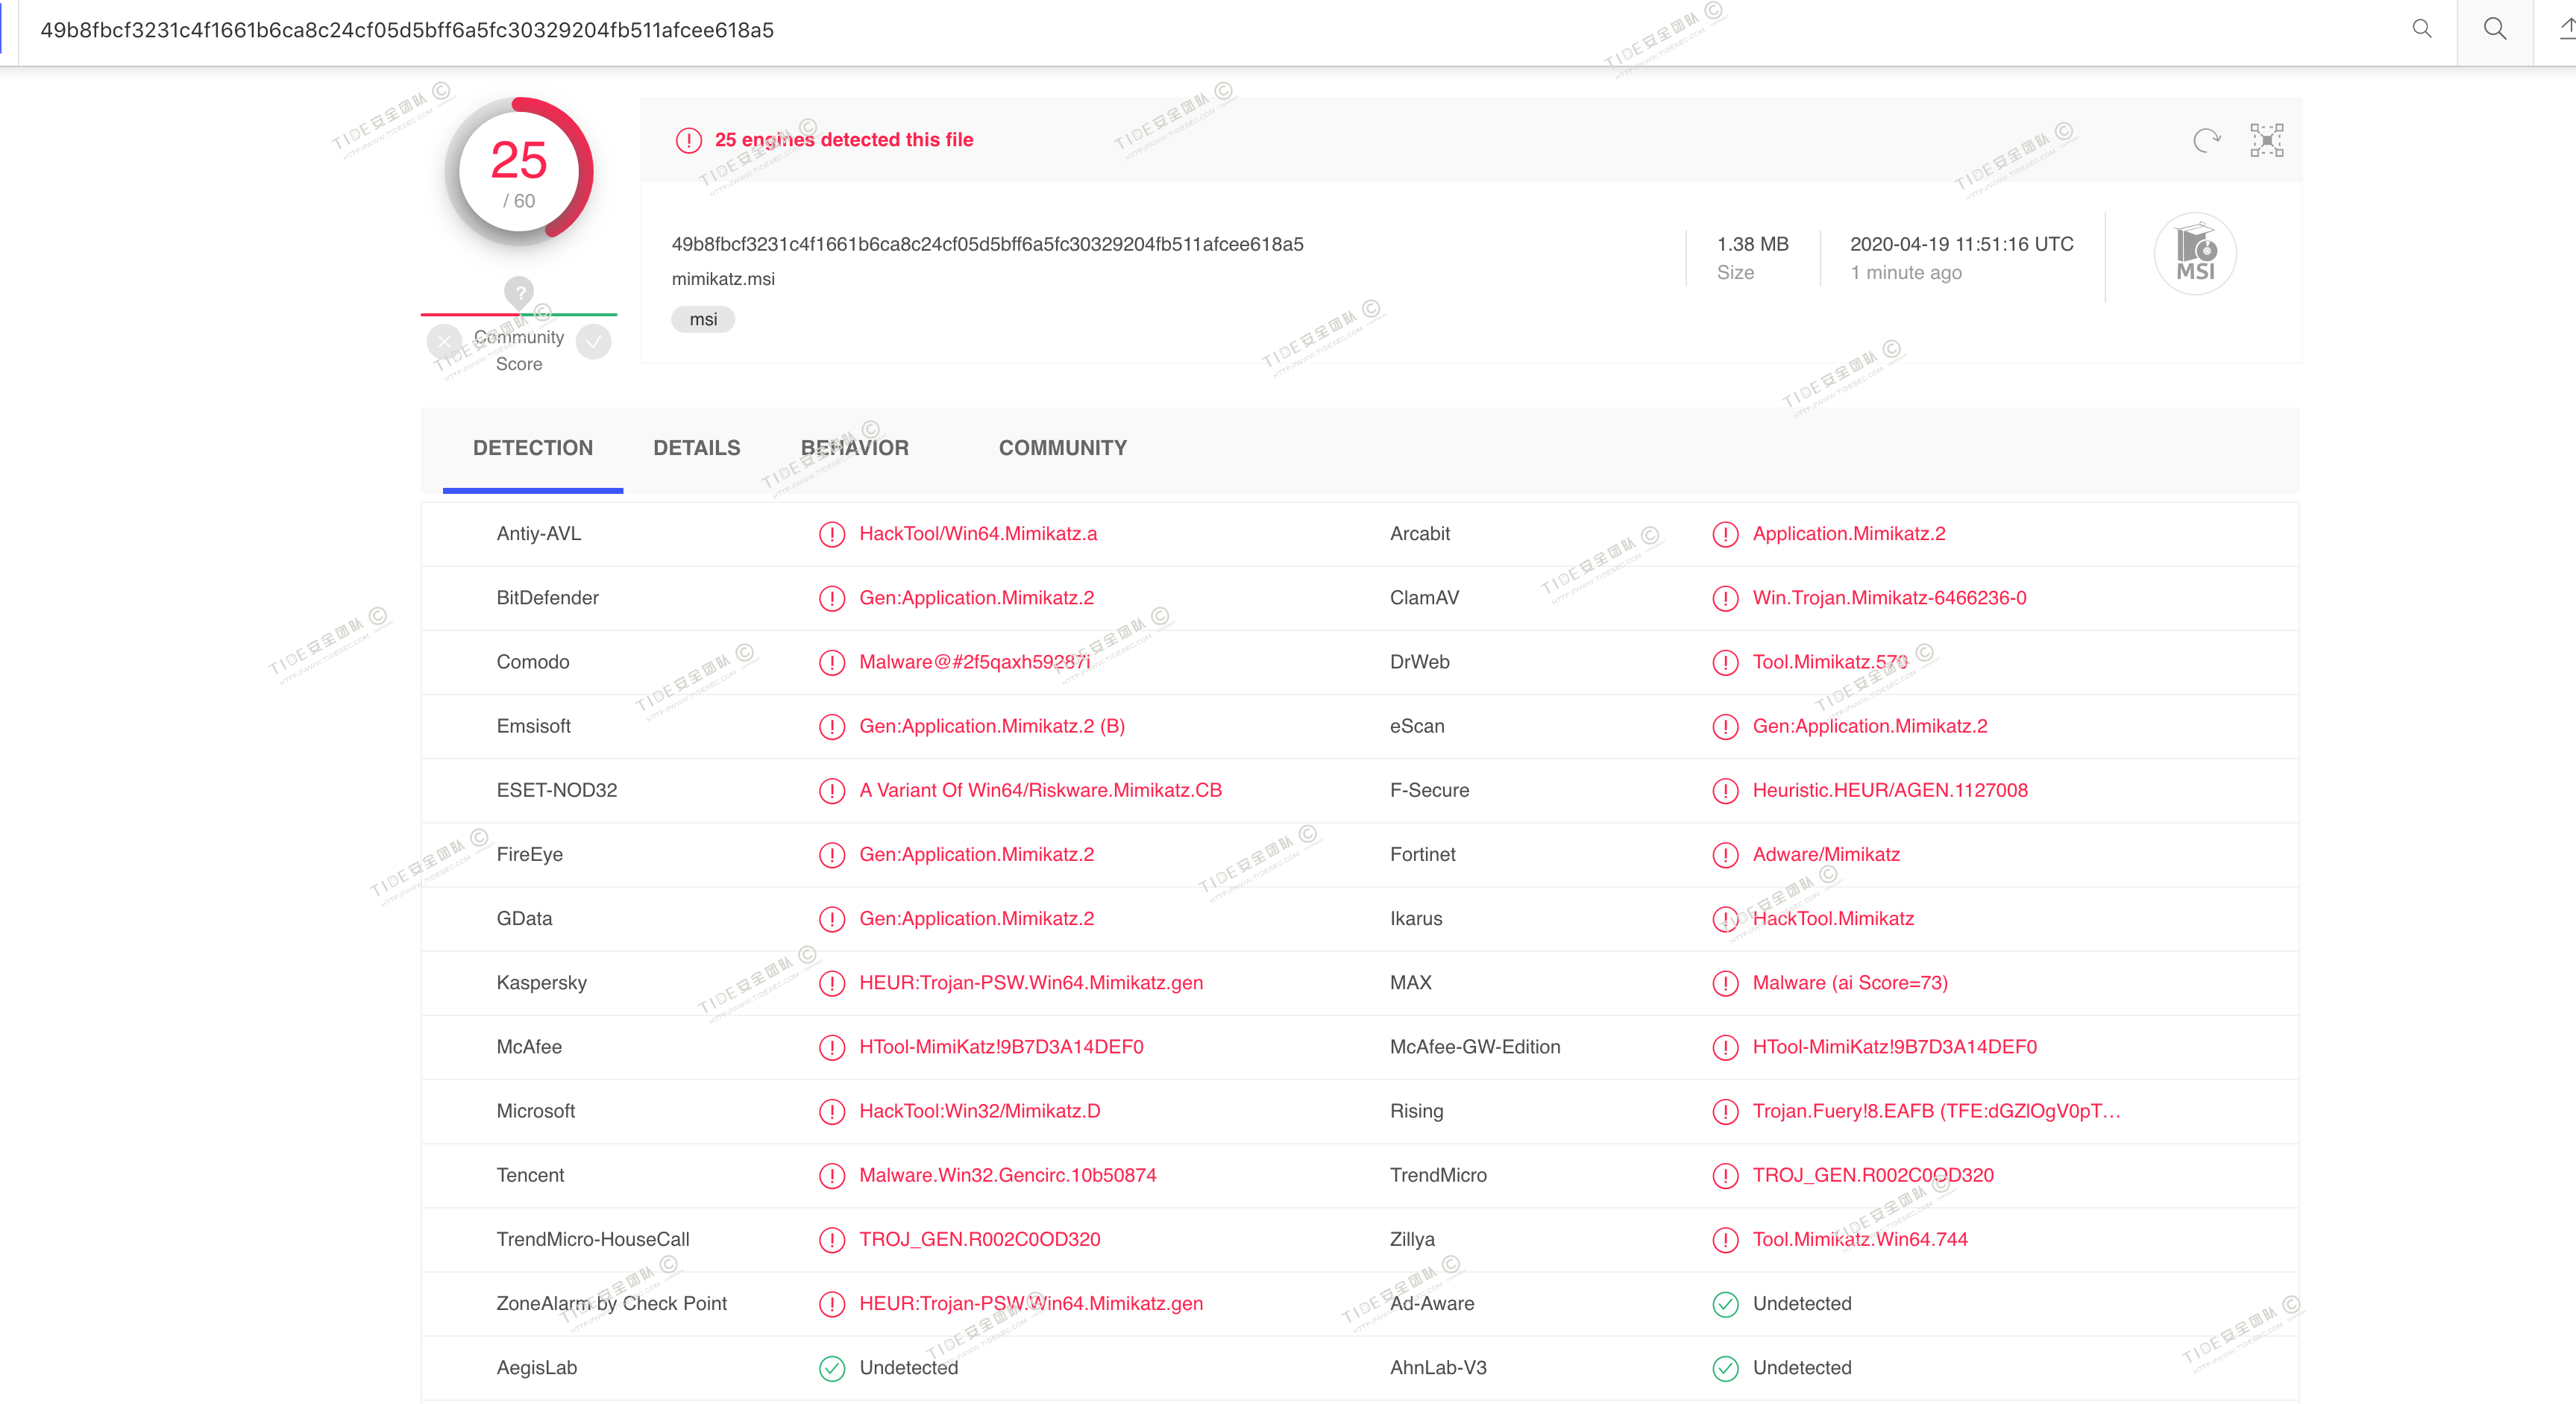 49b8fbcf3231c4f1661b6ca8c24cf05d5bff6a5fc30329204fb511afcee618a5
25
/ 60
25 engines detected this file
49b8fbcf3231c4f1661b6ca8c24cf05d5bff6a5fc30329204fb511afcee618a5
mimikatz.msi
msi
1.38 MB
Size
2020-04-19 11:51:16 UTC
1 minute ago
MSI
?
Community
Score
DETECTION DETAILS BEHAVIOR COMMUNITY
Antiy-AVL HackTool/Win64.Mimikatz.a Arcabit Application.Mimikatz.2
BitDefender Gen:Application.Mimikatz.2 ClamAV Win.Trojan.Mimikatz-6466236-0
Comodo Malware@#2f5qaxh59287i DrWeb Tool.Mimikatz.570
Emsisoft Gen:Application.Mimikatz.2 (B) eScan Gen:Application.Mimikatz.2
ESET-NOD32 A Variant Of Win64/Riskware.Mimikatz.CB F-Secure Heuristic.HEUR/AGEN.1127008
FireEye Gen:Application.Mimikatz.2 Fortinet Adware/Mimikatz
GData Gen:Application.Mimikatz.2 Ikarus HackTool.Mimikatz
Kaspersky HEUR:Trojan-PSW.Win64.Mimikatz.gen MAX Malware (ai Score=73)
McAfee HTool-MimiKatz!9B7D3A14DEF0 McAfee-GW-Edition HTool-MimiKatz!9B7D3A14DEF0
Microsoft HackTool:Win32/Mimikatz.D Rising Trojan.Fuery!8.EAFB (TFE:dGZlOgV0pT…
Tencent Malware.Win32.Gencirc.10b50874 TrendMicro TROJ_GEN.R002C0OD320
TrendMicro-HouseCall TROJ_GEN.R002C0OD320 Zillya Tool.Mimikatz.Win64.744
ZoneAlarm by Check Point HEUR:Trojan-PSW.Win64.Mimikatz.gen Ad-Aware Undetected
AegisLab Undetected AhnLab-V3 Undetected
TIDE安全团队 ©
HTTP://WWW.TIDESEC.COM